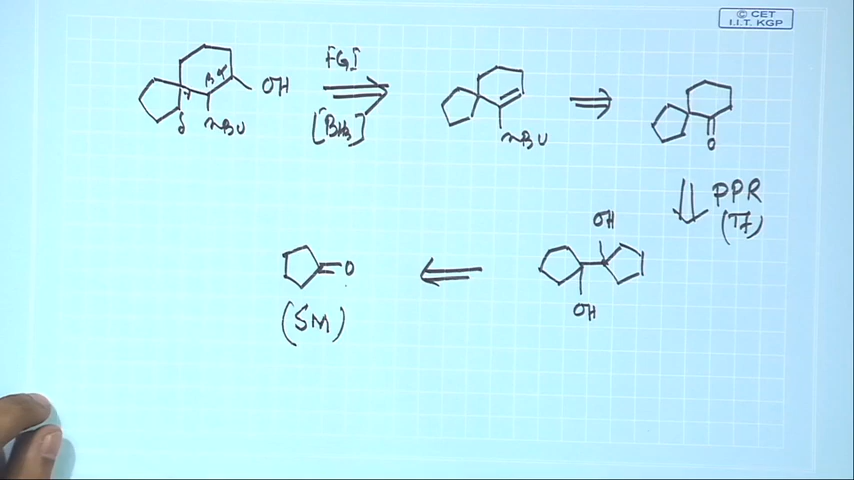 © CET
I.I.T. KGP
FGI
[BH3]
β α
γ
δ
OH
nBu
nBu
O
PPR
(TF)
OH
OH
O
(SM)